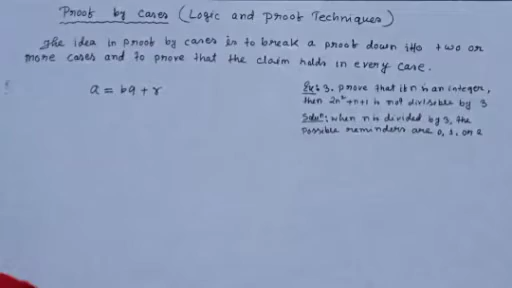 Proof by cases (Logic and proof Techniques)
The idea in proof by cases is to break a proof down into two or
more cases and to prove that the claim holds in every case.
a = bq + r
Ex: 3. prove that if n is an integer,
then 2n²+n+1 is not divisible by 3
Soluⁿ: when n is divided by 3, the
possible reminders are 0, 1, or 2